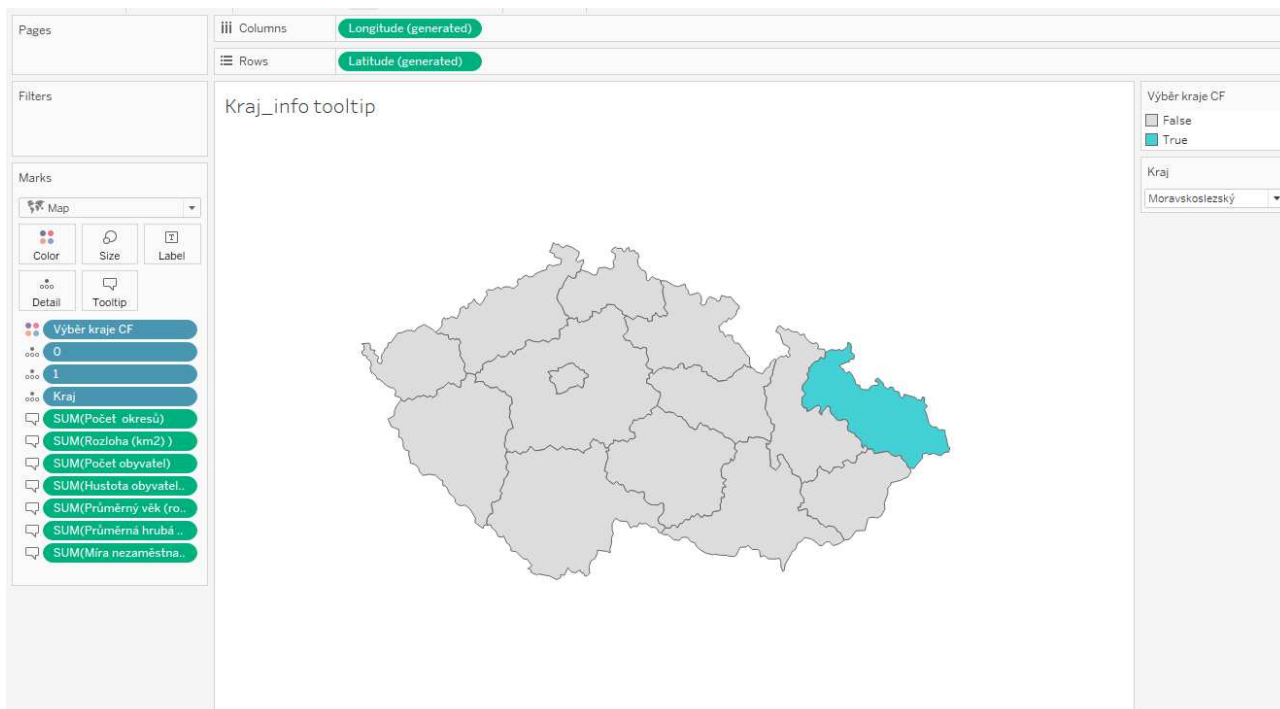 Pages
Columns
Longitude (generated)
Rows
Latitude (generated)
Filters
Kraj_info tooltip
Marks
Map
Color
Size
Label
Detail
Tooltip
Výběr kraje CF
0
1
Kraj
SUM(Počet okresů)
SUM(Rozloha (km2) )
SUM(Počet obyvatel)
SUM(Hustota obyvatel..
SUM(Průměrný věk (ro..
SUM(Průměrná hrubá ..
SUM(Míra nezaměstna..
Výběr kraje CF
False
True
Kraj
Moravskoslezský